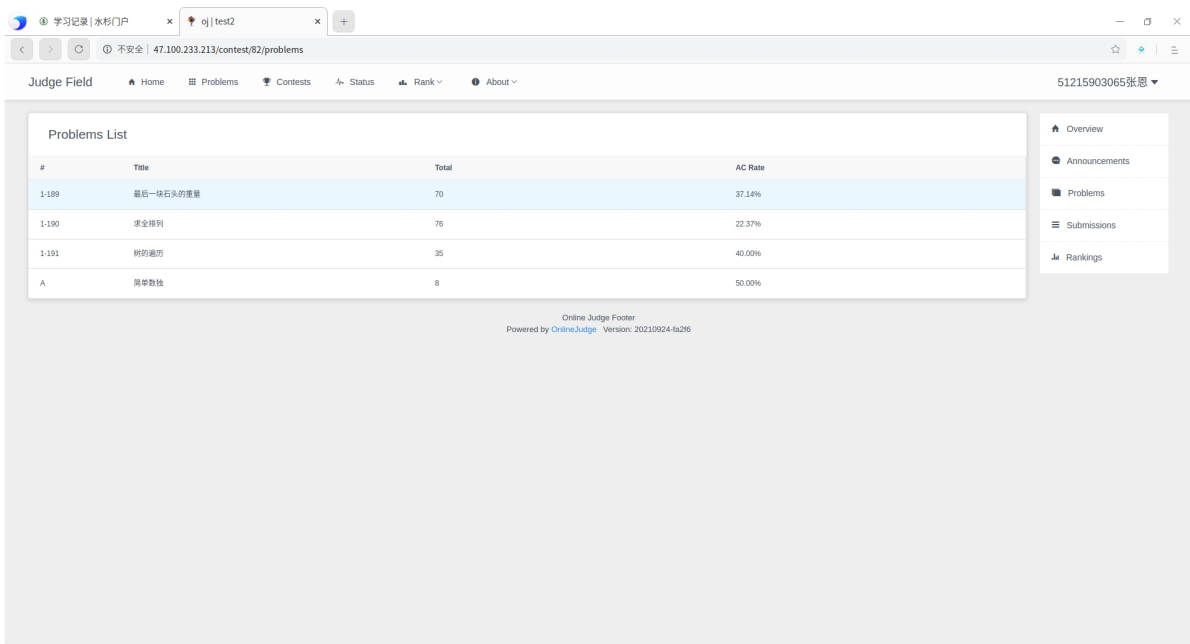 学习记录 | 水杉门户
oj | test2
不安全 47.100.233.213/contest/82/problems
Judge Field Home Problems Contests Status Rank About 51215903065张恩
Problems List
# Title Total AC Rate
1-189 最后一块石头的重量 70 37.14%
1-190 求全排列 76 22.37%
1-191 树的遍历 35 40.00%
A 简单数独 8 50.00%
Overview
Announcements
Problems
Submissions
Rankings
Online Judge Footer
Powered by OnlineJudge Version: 20210924-fa2f6